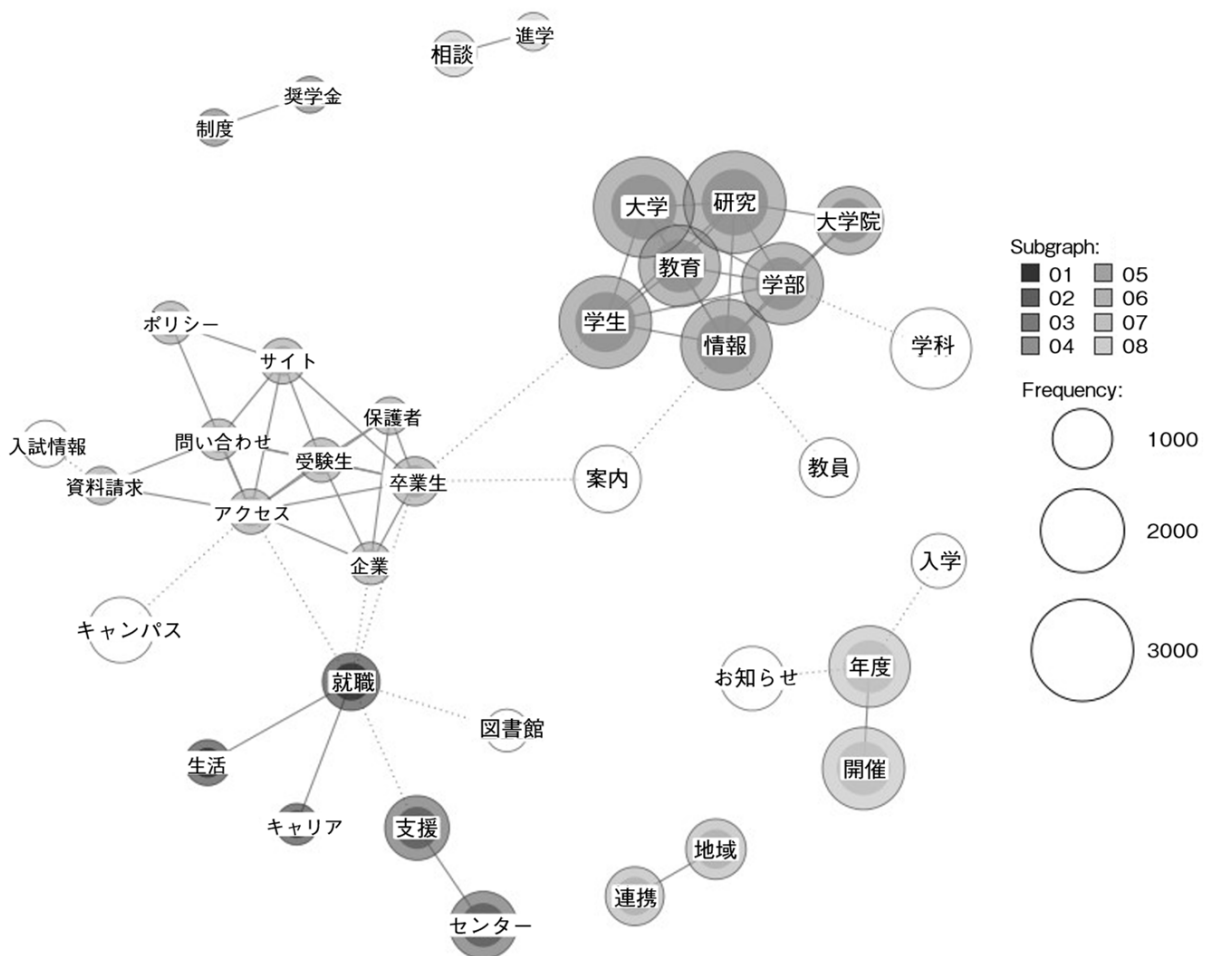 進学
相談
奨学金
制度
大学
研究
大学院
教育
学部
学生
情報
学科
ポリシー
サイト
保護者
入試情報
問い合わせ
受験生
資料請求
卒業生
アクセス
案内
教員
企業
キャンパス
入学
就職
お知らせ
年度
図書館
生活
開催
キャリア
支援
地域
連携
センター
Subgraph:
01 05
02 06
03 07
04 08
Frequency:
1000
2000
3000